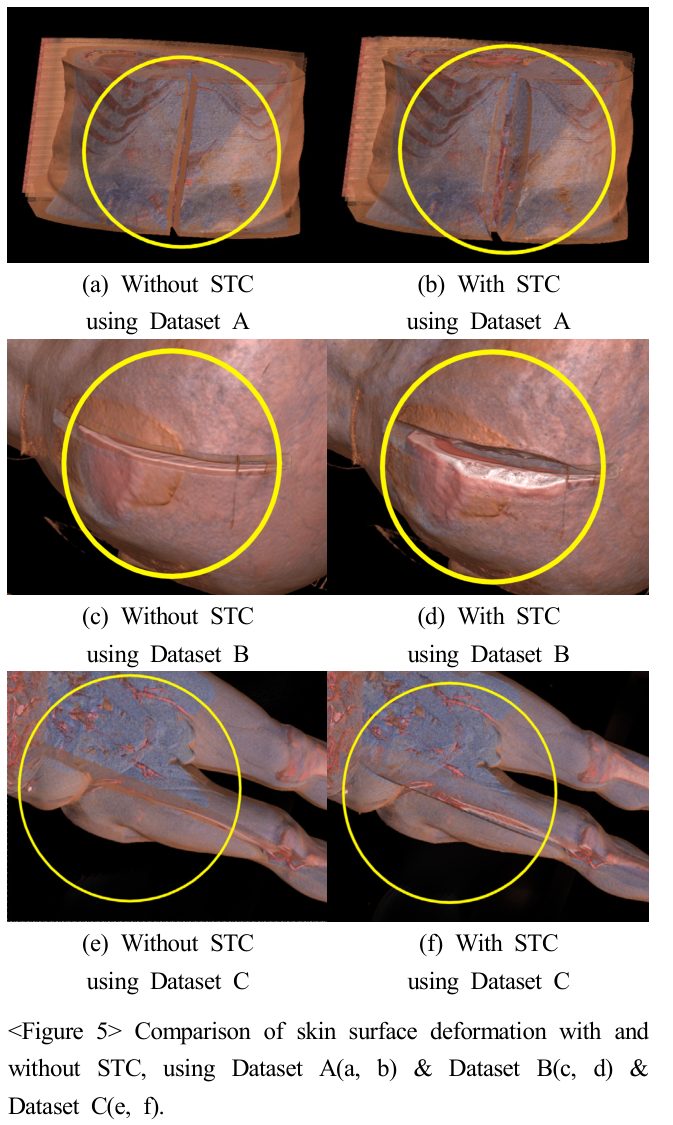 (a) Without STC
using Dataset A
(b) With STC
using Dataset A
(c) Without STC
using Dataset B
(d) With STC
using Dataset B
(e) Without STC
using Dataset C
(f) With STC
using Dataset C
<Figure 5> Comparison of skin surface deformation with and
without STC, using Dataset A(a, b) & Dataset B(c, d) &
Dataset C(e, f).